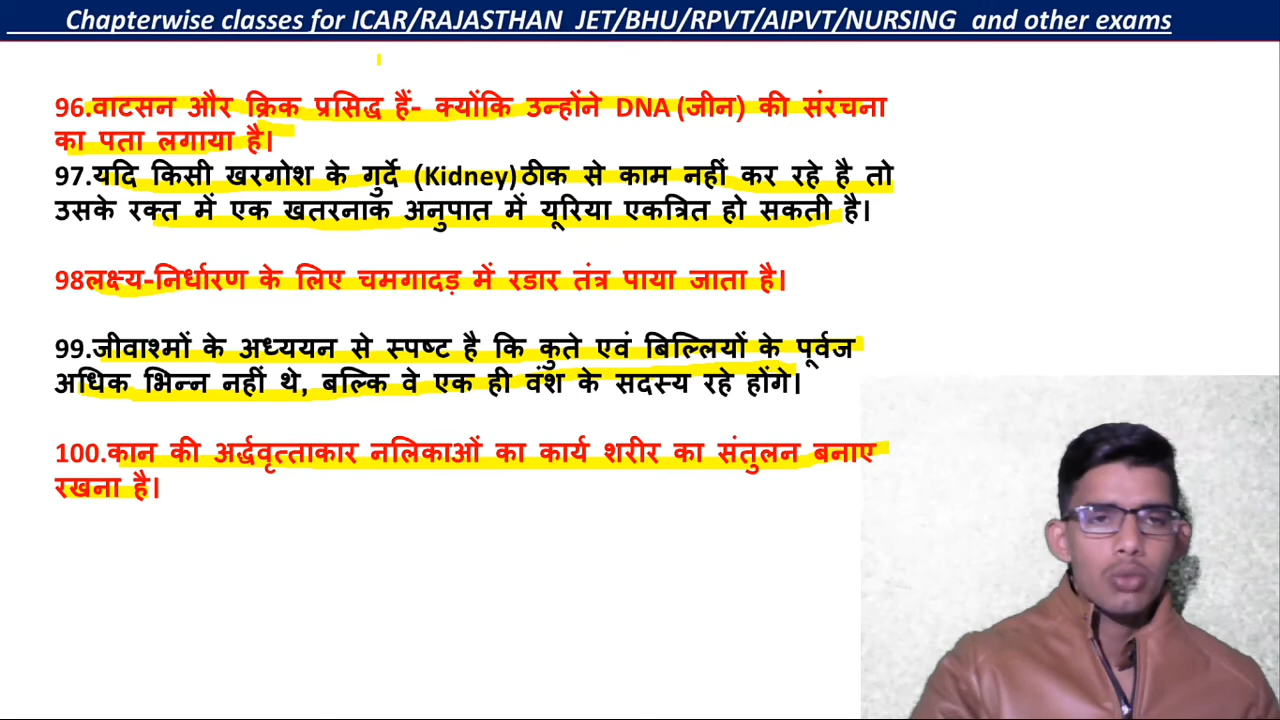 Chapterwise classes for ICAR/RAJASTHAN JET/BHU/RPVT/AIPVT/NURSING and other exams
96.वाटसन और क्रिक प्रसिद्ध हैं- क्योंकि उन्होंने DNA (जीन) की संरचना
का पता लगाया है।
97.यदि किसी खरगोश के गुर्दे (Kidney)ठीक से काम नहीं कर रहे है तो
उसके रक्त में एक खतरनाक अनुपात में यूरिया एकत्रित हो सकती है।
98लक्ष्य-निर्धारण के लिए चमगादड़ में रडार तंत्र पाया जाता है।
99.जीवाश्मों के अध्ययन से स्पष्ट है कि कुते एवं बिल्लियों के पूर्वज
अधिक भिन्न नहीं थे, बल्कि वे एक ही वंश के सदस्य रहे होंगे।
100.कान की अर्द्धवृत्ताकार नलिकाओं का कार्य शरीर का संतुलन बनाए
रखना है।